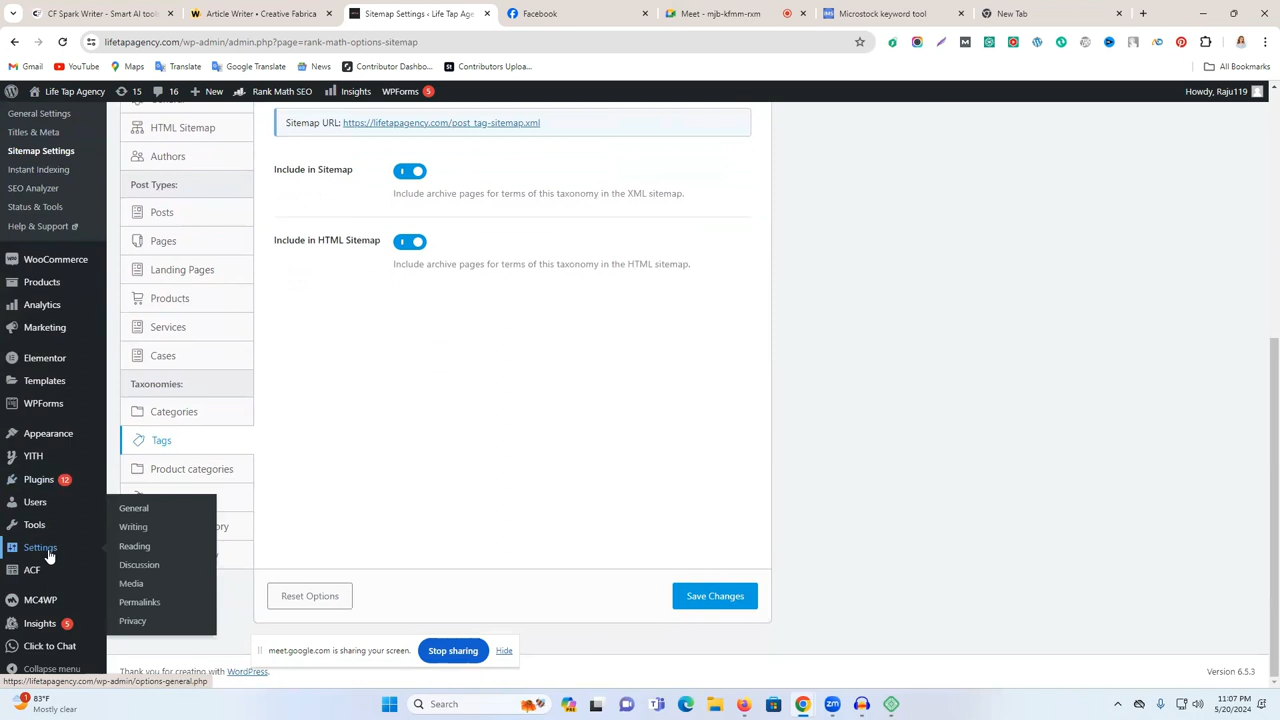 Article Writer - Creative Fabric
Sitemap Settings ‹ Life Tap Age
Facebook
Meet - mjb-kfmm-rxm
Microstock keyword tool
New Tab
lifetapagency.com/wp-admin/admin.php?page=rank-math-options-sitemap
Gmail
YouTube
Maps
Translate
Google Translate
News
Contributor Dashbo...
Contributors Uploa...
All Bookmarks
Life Tap Agency
15
16
New
Rank Math SEO
Insights
WPForms 5
Howdy, Raju119
General Settings
Titles & Meta
Sitemap Settings
Instant Indexing
SEO Analyzer
Status & Tools
Help & Support
WooCommerce
Products
Analytics
Marketing
Elementor
Templates
WPForms
Appearance
YITH
Plugins 12
Users
Tools
Settings
ACF
MC4WP
Insights 5
Click to Chat
Collapse menu
General
Writing
Reading
Discussion
Media
Permalinks
Privacy
HTML Sitemap
Authors
Post Types:
Posts
Pages
Landing Pages
Products
Services
Cases
Taxonomies:
Categories
Tags
Product categories
Sitemap URL: https://lifetapagency.com/post_tag-sitemap.xml
Include in Sitemap
Include archive pages for terms of this taxonomy in the XML sitemap.
Include in HTML Sitemap
Include archive pages for terms of this taxonomy in the HTML sitemap.
Reset Options
Save Changes
meet.google.com is sharing your screen.
Stop sharing
Hide
Thank you for creating with WordPress.
Version 6.5.3
https://lifetapagency.com/wp-admin/options-general.php
83°F
Mostly clear
Search
11:07 PM
5/20/2024